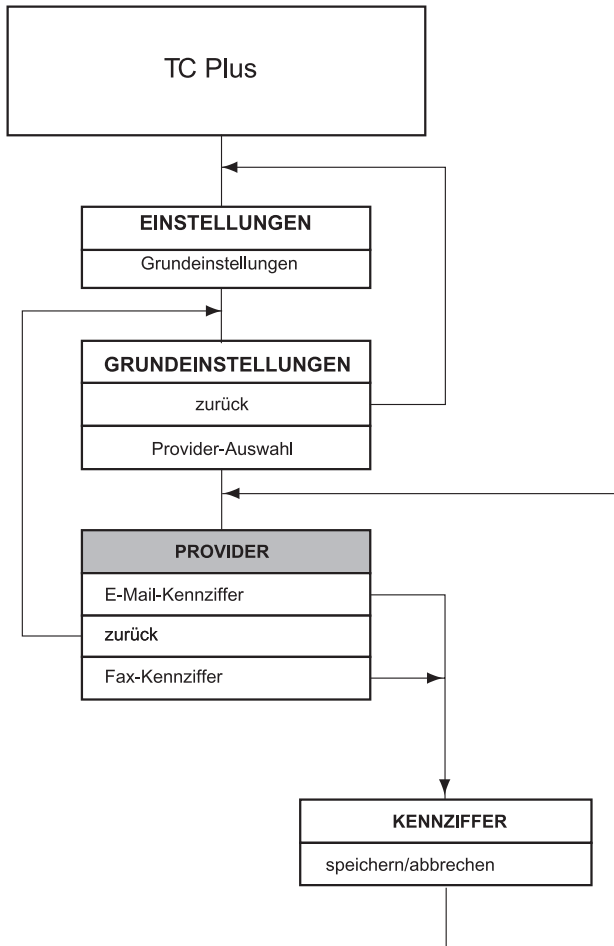 TC Plus
EINSTELLUNGEN
Grundeinstellungen
GRUNDEINSTELLUNGEN
zurück
Provider-Auswahl
PROVIDER
E-Mail-Kennziffer
zurück
Fax-Kennziffer
KENNZIFFER
speichern/abbrechen